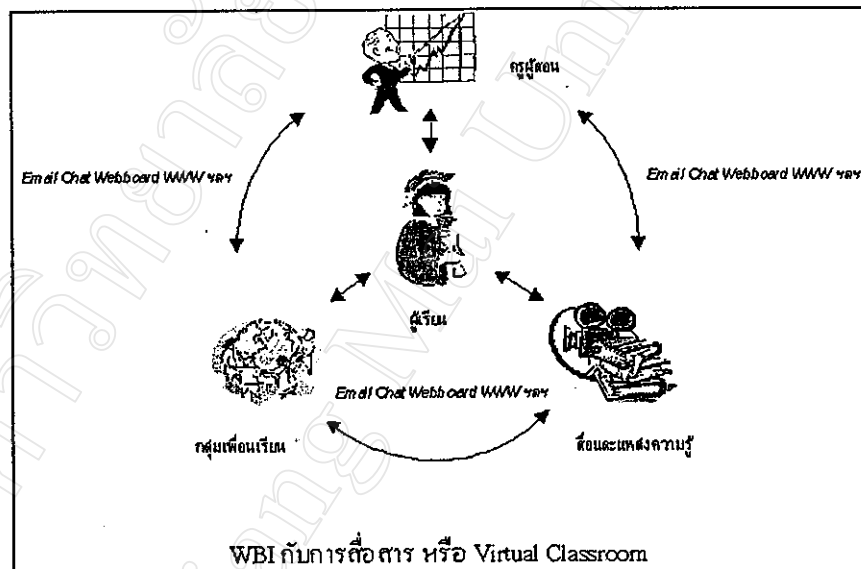 ครูผู้สอน
Email Chat Webboard WWW ฯลฯ
Email Chat Webboard WWW ฯลฯ
ผู้เรียน
Email Chat Webboard WWW ฯลฯ
กลุ่มเพื่อนเรียน
สื่อและแหล่งความรู้
WBI กับการสื่อสาร หรือ Virtual Classroom